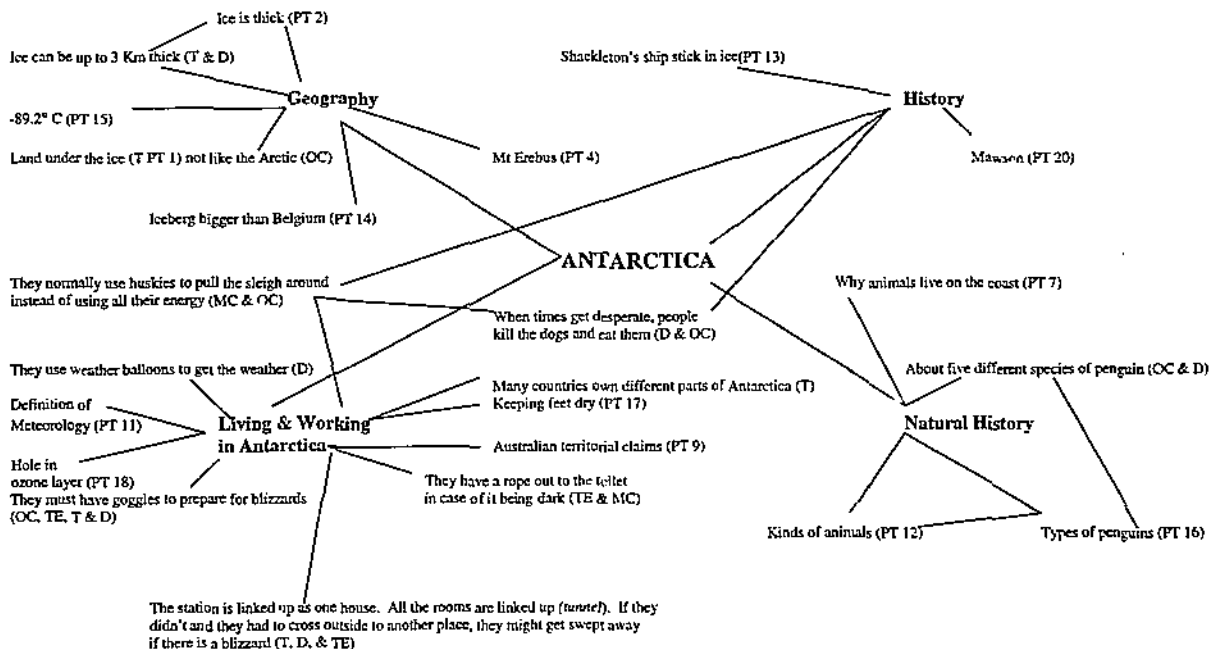 Ice is thick (PT 2)
Ice can be up to 3 Km thick (T & D)
Shackleton's ship stick in ice(PT 13)
Geography
History
-89.2° C (PT 15)
Land under the ice (T PT 1) not like the Arctic (OC)
Mt Erebus (PT 4)
Mawson (PT 20)
Iceberg bigger than Belgium (PT 14)
ANTARCTICA
They normally use huskies to pull the sleigh around
instead of using all their energy (MC & OC)
Why animals live on the coast (PT 7)
When times get desperate, people
kill the dogs and eat them (D & OC)
They use weather balloons to get the weather (D)
About five different species of penguin (OC & D)
Many countries own different parts of Antarctica (T)
Keeping feet dry (PT 17)
Definition of
Meteorology (PT 11)
Living & Working
in Antarctica
Natural History
Australian territorial claims (PT 9)
Hole in
ozone layer (PT 18)
They must have goggles to prepare for blizzards
(OC, TE, T & D)
They have a rope out to the toilet
in case of it being dark (TE & MC)
Kinds of animals (PT 12)
Types of penguins (PT 16)
The station is linked up as one house. All the rooms are linked up (tunnel). If they
didn't and they had to cross outside to another place, they might get swept away
if there is a blizzard (T, D, & TE)